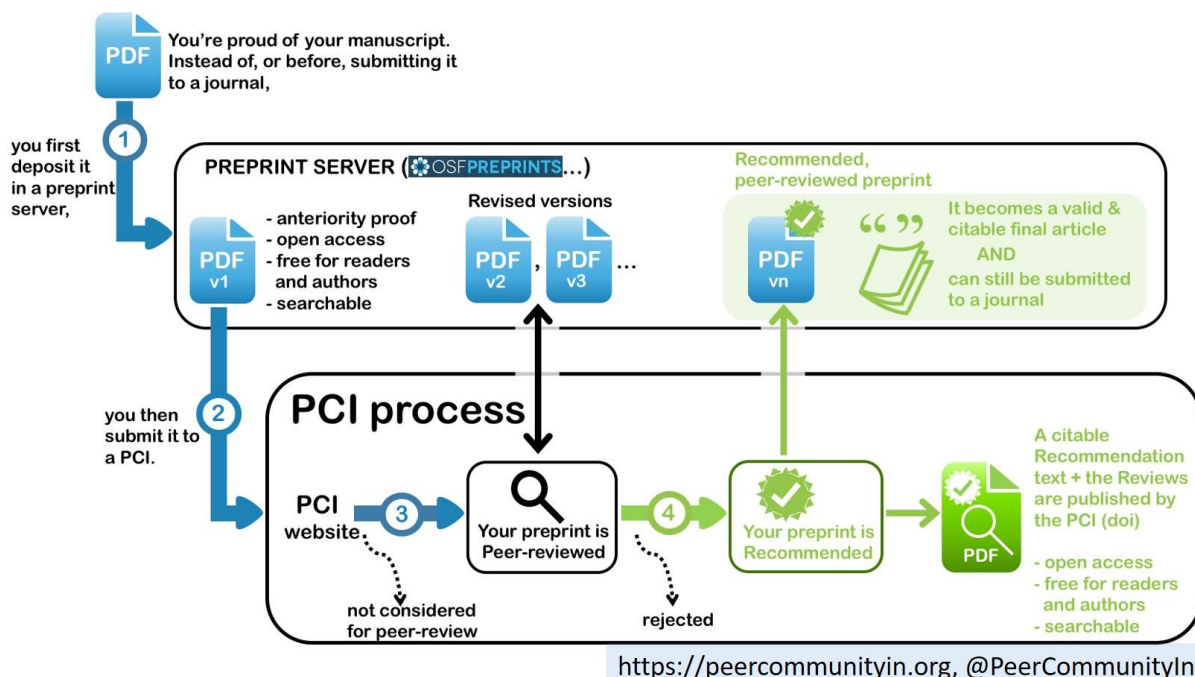 PDF
You're proud of your manuscript.
Instead of, or before, submitting it
to a journal,
1
you first
deposit it
in a preprint
server,
PREPRINT SERVER (OSFPREPRINTS...)
PDF
v1
- anteriority proof
- open access
- free for readers
and authors
- searchable
Revised versions
PDF
v2
,
PDF
v3
...
Recommended,
peer-reviewed preprint
PDF
vn
“ ”
It becomes a valid &
citable final article
AND
can still be submitted
to a journal
2
you then
submit it to
a PCI.
PCI process
PCI
website
3
not considered
for peer-review
Your preprint is
Peer-reviewed
4
rejected
Your preprint is
Recommended
PDF
A citable
Recommendation
text + the Reviews
are published by
the PCI (doi)
- open access
- free for readers
and authors
- searchable
https://peercommunityin.org, @PeerCommunityIn